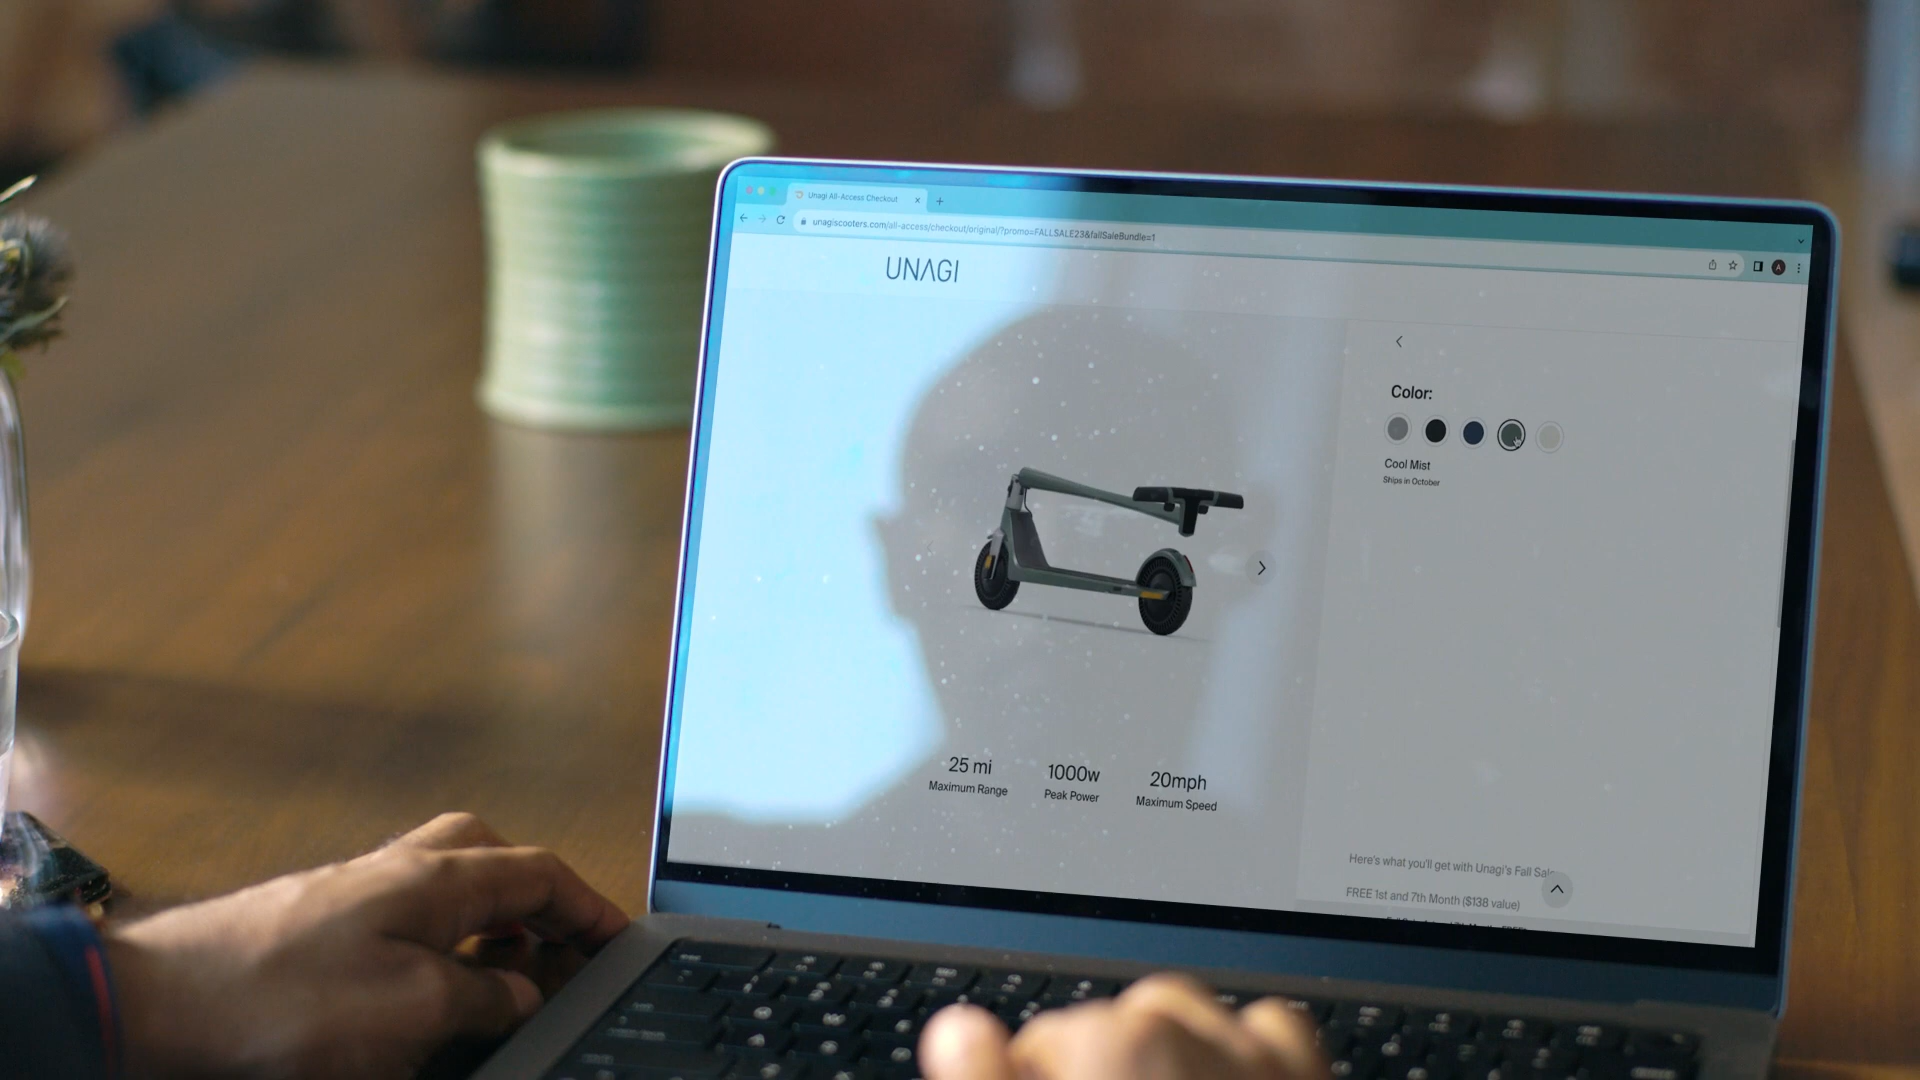 Unagi All-Access Checkout
unagiscooters.com/all-access/checkout/original/?promo=FALLSALE23&fallSaleBundle=1
A
UNAGI
Color:
Cool Mist
Ships in October
25 mi
Maximum Range
1000w
Peak Power
20mph
Maximum Speed
Here's what you'll get with Unagi's Fall
FREE 1st and 7th Month ($138 value)